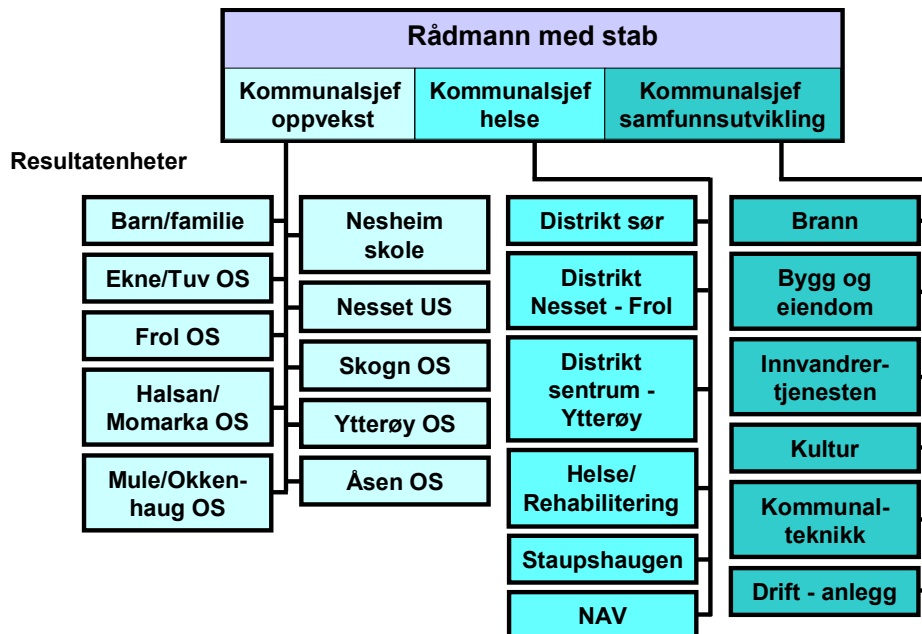 Rådmann med stab
Kommunalsjef
oppvekst
Kommunalsjef
helse
Kommunalsjef
samfunnsutvikling
Resultatenheter
Barn/familie
Ekne/Tuv OS
Frol OS
Halsan/
Momarka OS
Mule/Okken-
haug OS
Nesheim
skole
Nesset US
Skogn OS
Ytterøy OS
Åsen OS
Distrikt sør
Distrikt
Nesset - Frol
Distrikt
sentrum -
Ytterøy
Helse/
Rehabilitering
Staupshaugen
NAV
Brann
Bygg og
eiendom
Innvandrer-
tjenesten
Kultur
Kommunal-
teknikk
Drift - anlegg